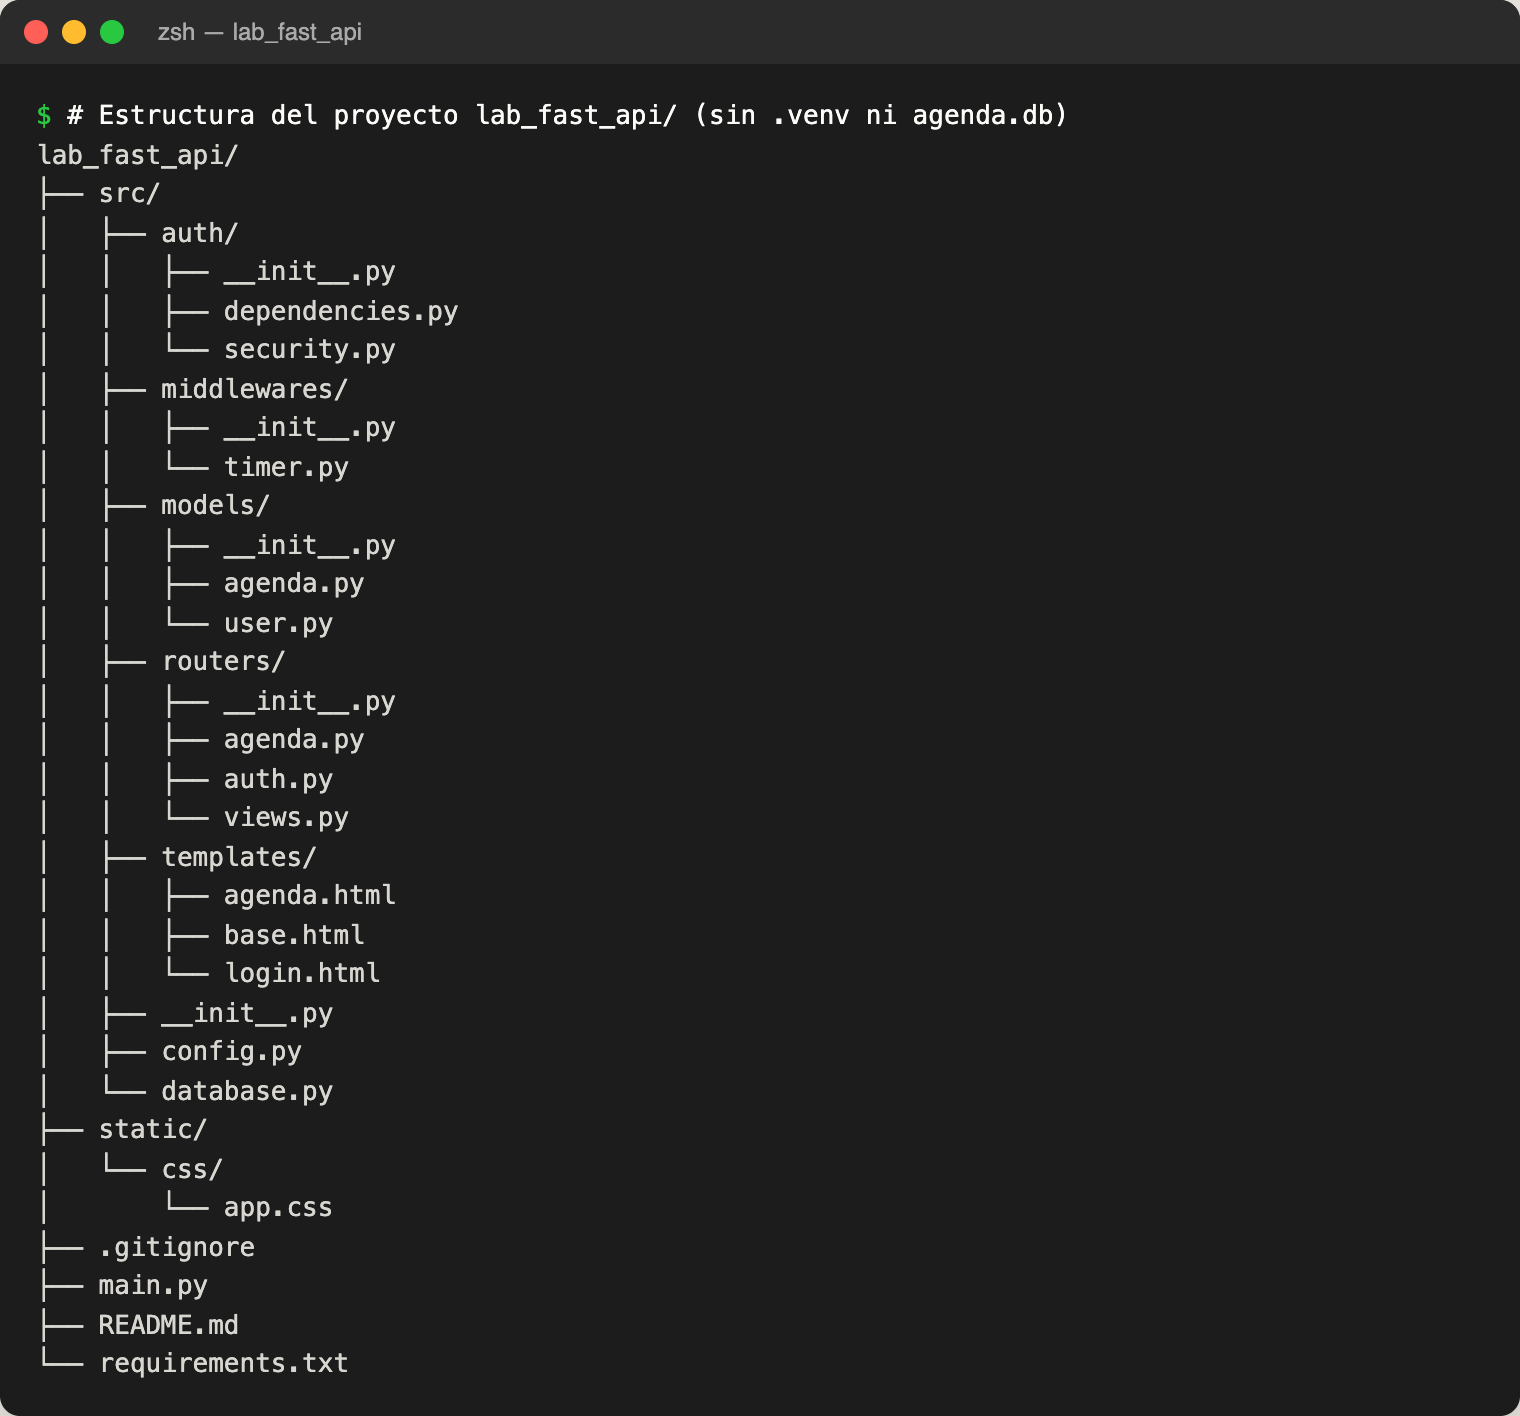 zsh — lab_fast_api
$ # Estructura del proyecto lab_fast_api/ (sin .venv ni agenda.db)
lab_fast_api/
├── src/
│   ├── auth/
│   │   ├── __init__.py
│   │   ├── dependencies.py
│   │   └── security.py
│   ├── middlewares/
│   │   ├── __init__.py
│   │   └── timer.py
│   ├── models/
│   │   ├── __init__.py
│   │   ├── agenda.py
│   │   └── user.py
│   ├── routers/
│   │   ├── __init__.py
│   │   ├── agenda.py
│   │   ├── auth.py
│   │   └── views.py
│   ├── templates/
│   │   ├── agenda.html
│   │   ├── base.html
│   │   └── login.html
│   ├── __init__.py
│   ├── config.py
│   └── database.py
├── static/
│   └── css/
│       └── app.css
├── .gitignore
├── main.py
├── README.md
└── requirements.txt